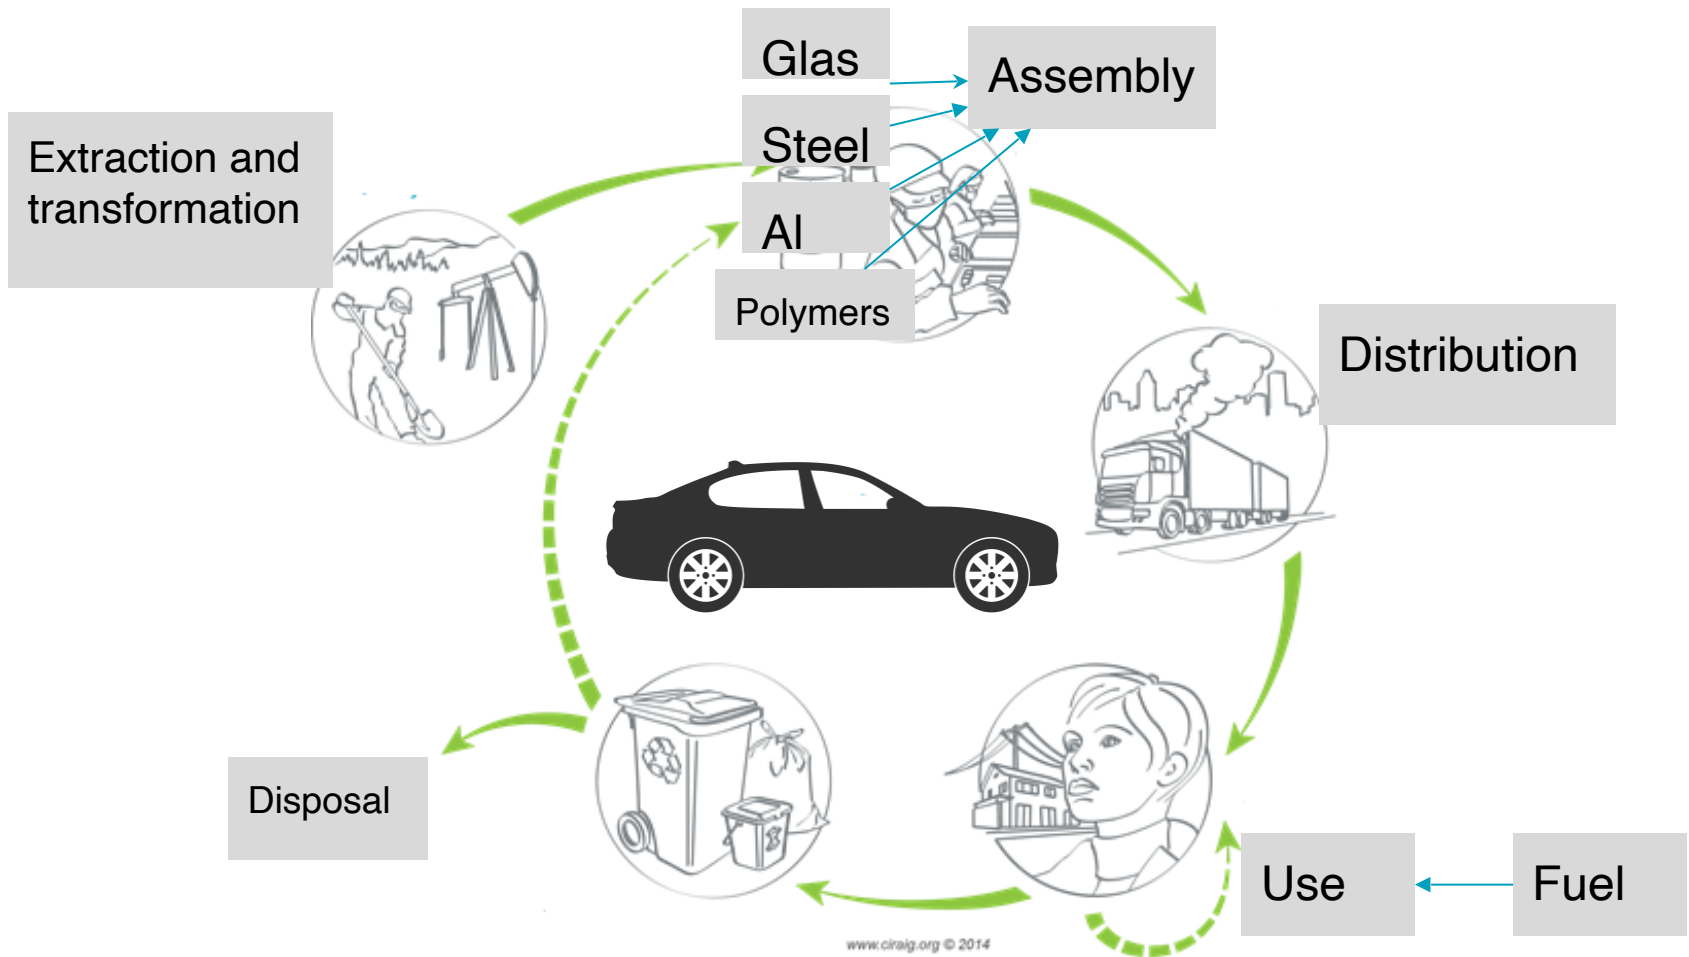 Glas
Assembly
Extraction and
transformation
Steel
Al
Polymers
Distribution
Disposal
Use
Fuel
www.ciraig.org © 2014